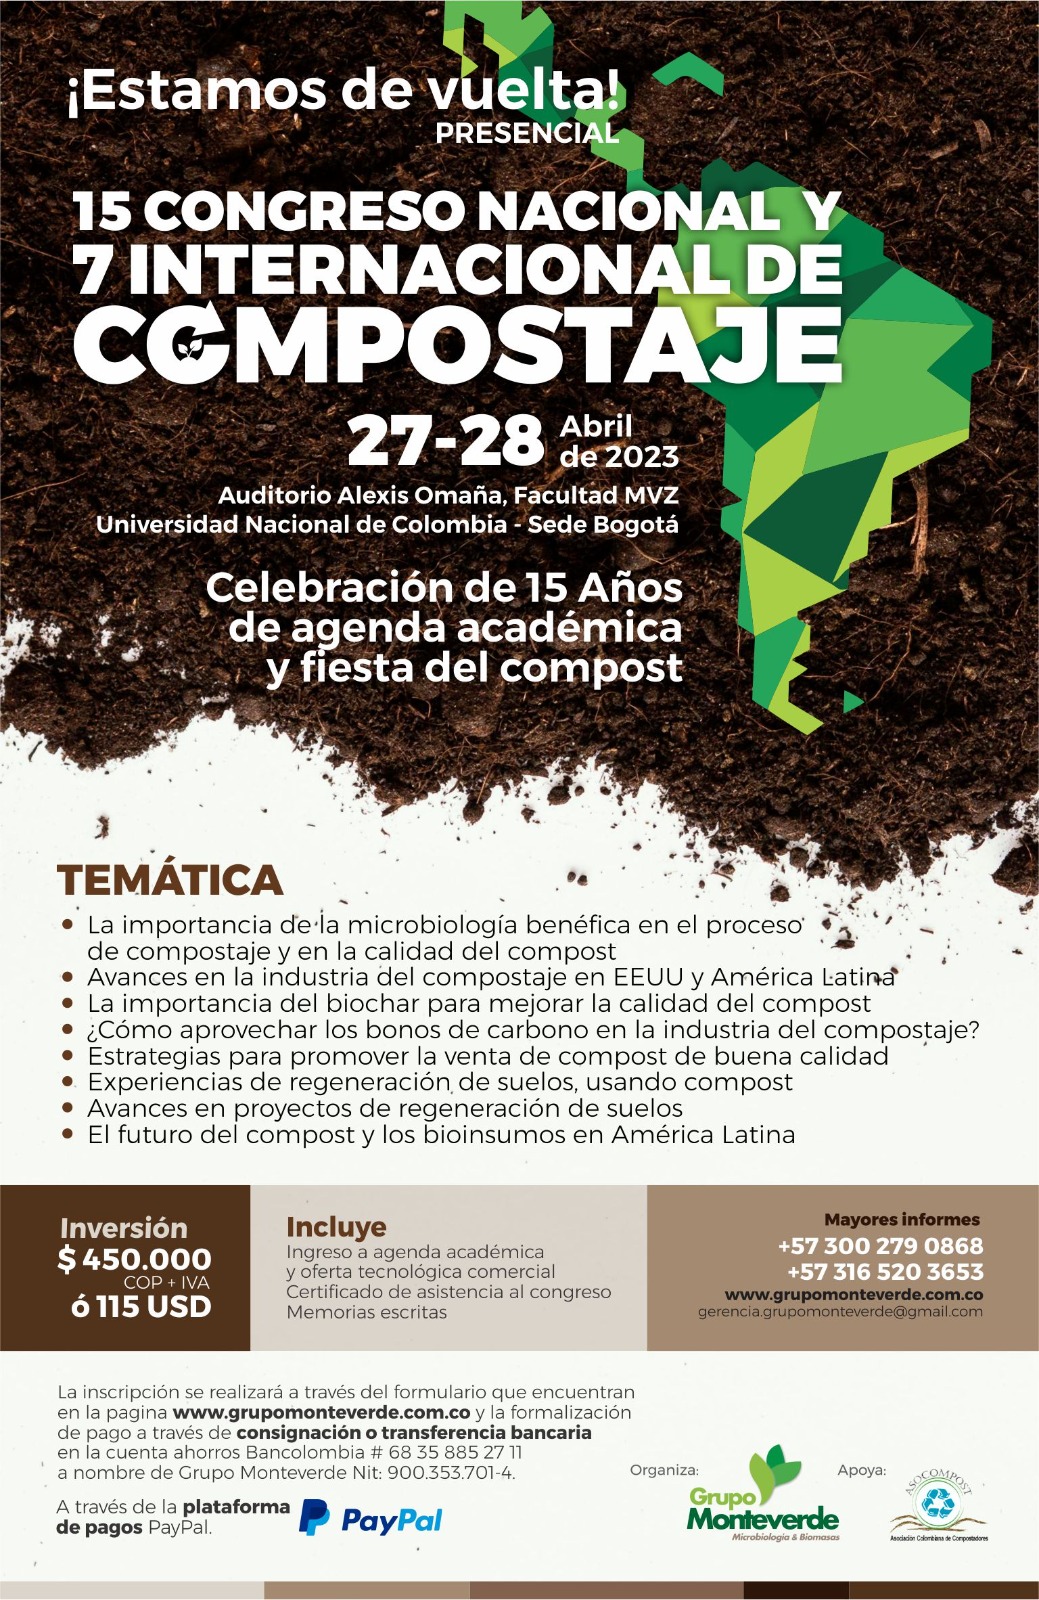 ¡Estamos de vuelta!
PRESENCIAL
15 CONGRESO NACIONAL Y
7 INTERNACIONAL DE
COMPOSTAJE
27-28 Abril
de 2023
Auditorio Alexis Omaña, Facultad MVZ
Universidad Nacional de Colombia - Sede Bogotá
Celebración de 15 Años
de agenda académica
y fiesta del compost
TEMÁTICA
• La importancia de la microbiología benéfica en el proceso
de compostaje y en la calidad del compost
• Avances en la industria del compostaje en EEUU y América Latina
• La importancia del biochar para mejorar la calidad del compost
• ¿Cómo aprovechar los bonos de carbono en la industria del compostaje?
• Estrategias para promover la venta de compost de buena calidad
• Experiencias de regeneración de suelos, usando compost
• Avances en proyectos de regeneración de suelos
• El futuro del compost y los bioinsumos en América Latina
Inversión
$ 450.000
COP + IVA
ó 115 USD
Incluye
Ingreso a agenda académica
y oferta tecnológica comercial
Certificado de asistencia al congreso
Memorias escritas
Mayores informes
+57 300 279 0868
+57 316 520 3653
www.grupomonteverde.com.co
gerencia.grupomonteverde@gmail.com
La inscripción se realizará a través del formulario que encuentran
en la pagina www.grupomonteverde.com.co y la formalización
de pago a través de consignación o transferencia bancaria
en la cuenta ahorros Bancolombia # 68 35 885 27 11
a nombre de Grupo Monteverde Nit: 900.353.701-4.
A través de la plataforma
de pagos PayPal.
PayPal
Organiza:
Grupo
Monteverde
Microbiología & Biomasas
Apoya:
ASOCOMPOST
Asociación Colombiana de Compostadores